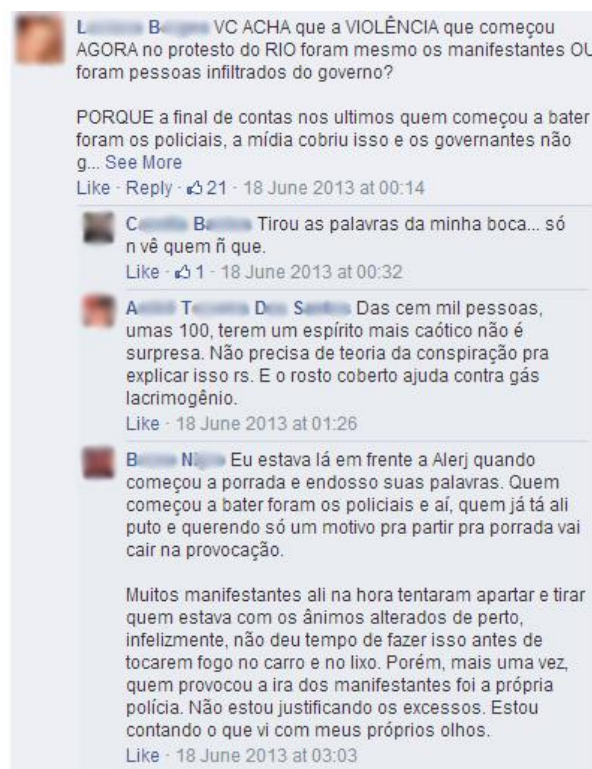 VC ACHA que a VIOLÊNCIA que começou
AGORA no protesto do RIO foram mesmo os manifestantes OU
foram pessoas infiltrados do governo?
PORQUE a final de contas nos ultimos quem começou a bater
foram os policiais, a mídia cobriu isso e os governantes não
g... See More
Like · Reply · 21 · 18 June 2013 at 00:14
Tirou as palavras da minha boca... só
n vê quem ñ que.
Like · 1 · 18 June 2013 at 00:32
Das cem mil pessoas,
umas 100, terem um espírito mais caótico não é
surpresa. Não precisa de teoria da conspiração pra
explicar isso rs. E o rosto coberto ajuda contra gás
lacrimogênio.
Like · 18 June 2013 at 01:26
Eu estava lá em frente a Alerj quando
começou a porrada e endosso suas palavras. Quem
começou a bater foram os policiais e aí, quem já tá ali
puto e querendo só um motivo pra partir pra porrada vai
cair na provocação.
Muitos manifestantes ali na hora tentaram apartar e tirar
quem estava com os ânimos alterados de perto,
infelizmente, não deu tempo de fazer isso antes de
tocarem fogo no carro e no lixo. Porém, mais uma vez,
quem provocou a ira dos manifestantes foi a própria
polícia. Não estou justificando os excessos. Estou
contando o que vi com meus próprios olhos.
Like · 18 June 2013 at 03:03